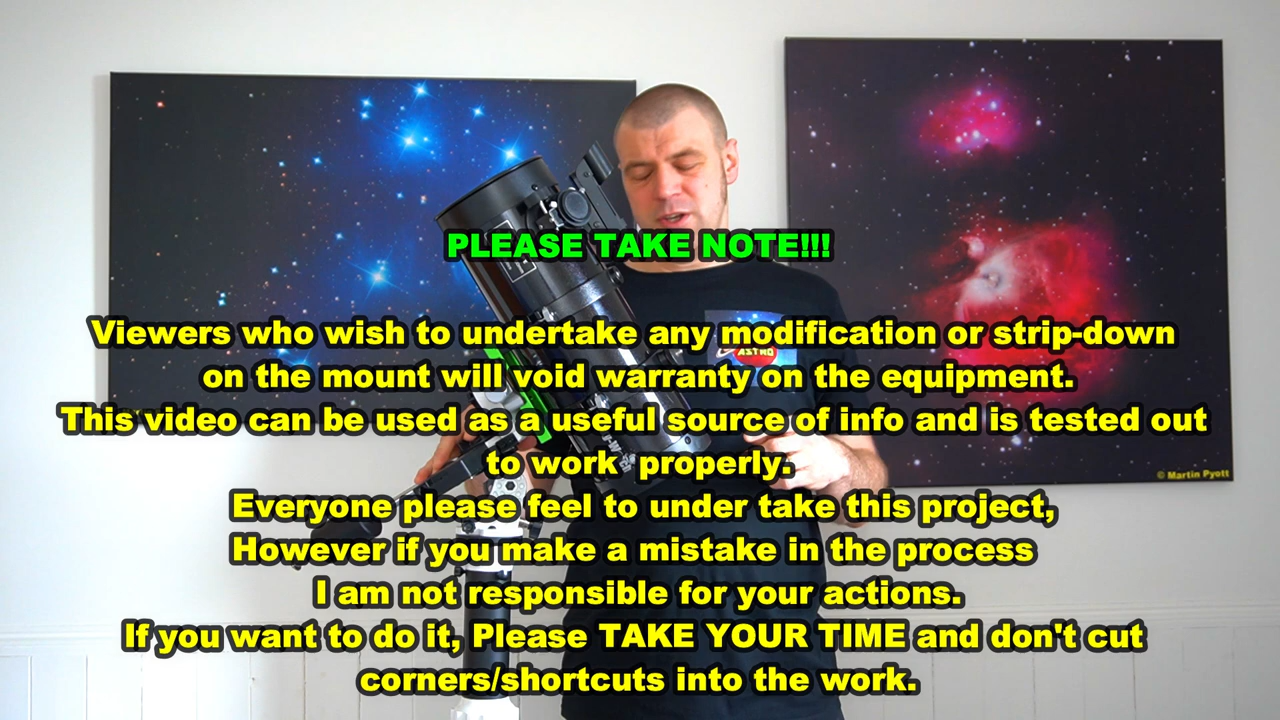 PLEASE TAKE NOTE!!!
Viewers who wish to undertake any modification or strip-down
on the mount will void warranty on the equipment.
This video can be used as a useful source of info and is tested out
to work  properly.
Everyone please feel to under take this project,
However if you make a mistake in the process
I am not responsible for your actions.
If you want to do it, Please TAKE YOUR TIME and don't cut
corners/shortcuts into the work.
ASTRO
© Martin Pyott